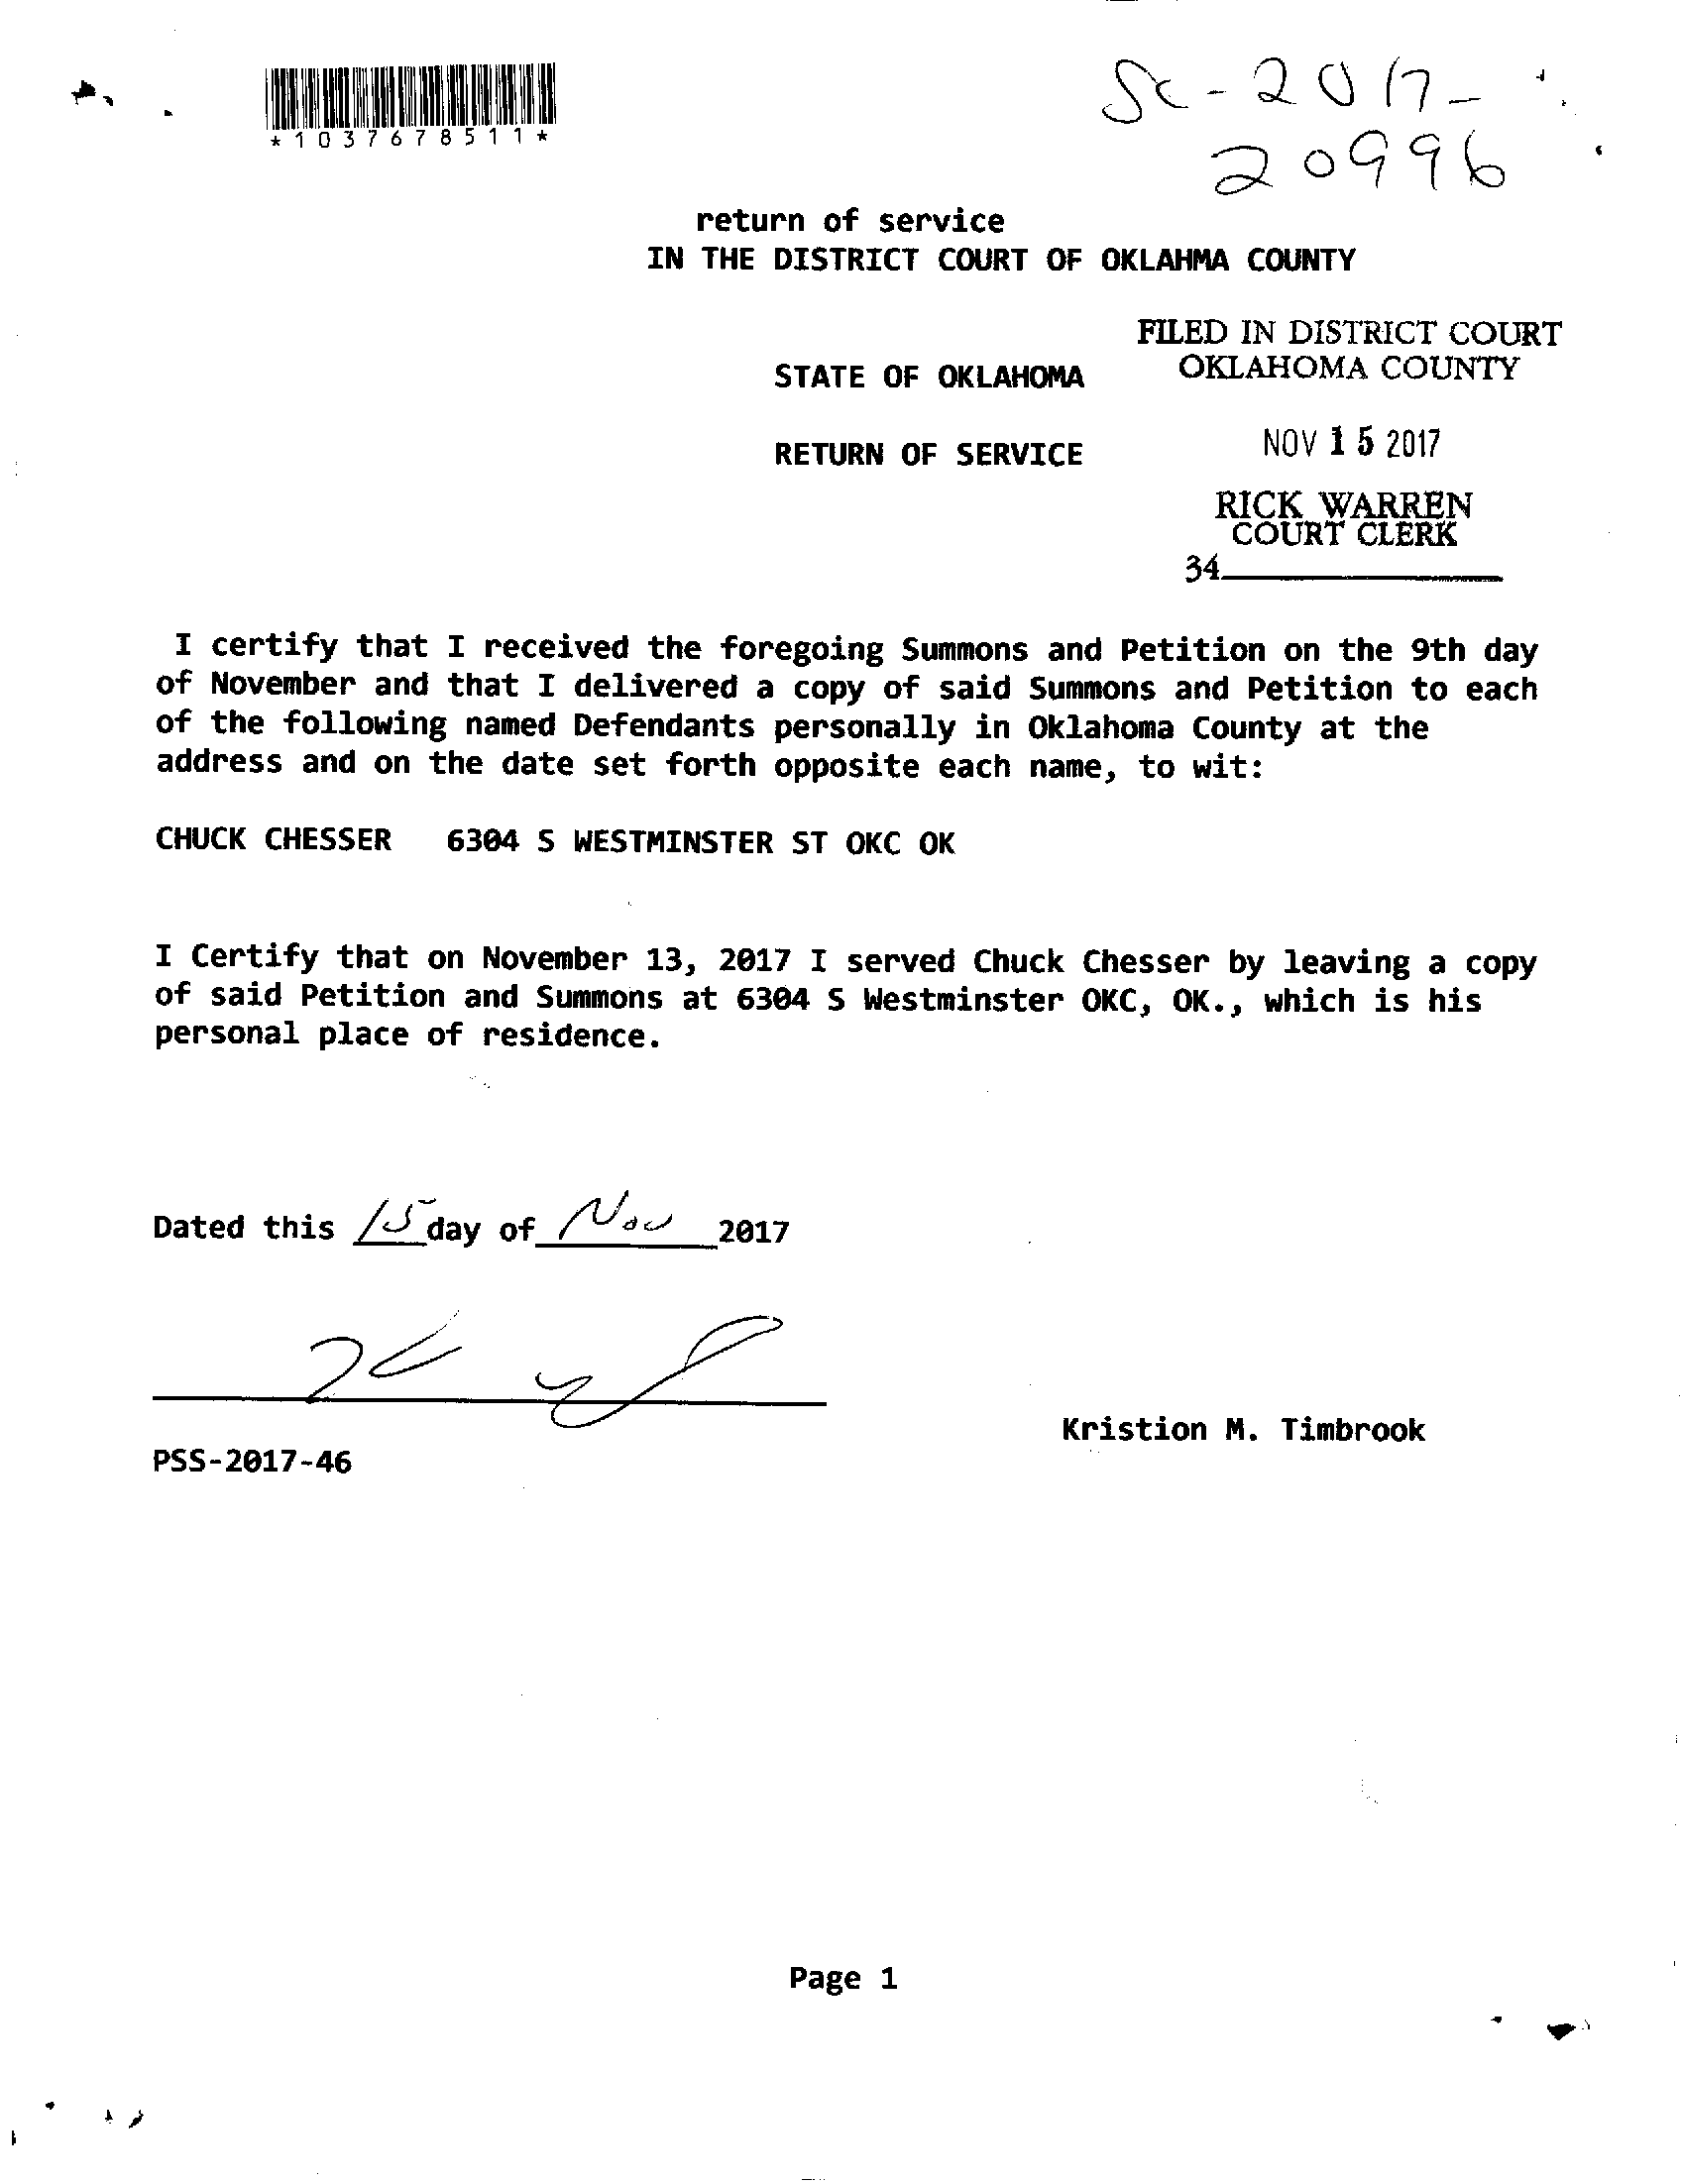 *1037678511*
SC-2017-
20996
return of service
IN THE DISTRICT COURT OF OKLAHMA COUNTY
FILED IN DISTRICT COURT
OKLAHOMA COUNTY
STATE OF OKLAHOMA
NOV 15 2017
RETURN OF SERVICE
RICK WARREN
COURT CLERK
34
I certify that I received the foregoing Summons and Petition on the 9th day
of November and that I delivered a copy of said Summons and Petition to each
of the following named Defendants personally in Oklahoma County at the
address and on the date set forth opposite each name, to wit:
CHUCK CHESSER 6304 S WESTMINSTER ST OKC OK
I Certify that on November 13, 2017 I served Chuck Chesser by leaving a copy
of said Petition and Summons at 6304 S Westminster OKC, OK., which is his
personal place of residence.
Dated this 15 day of Nov 2017
Kristion M. Timbrook
PSS-2017-46
Page 1